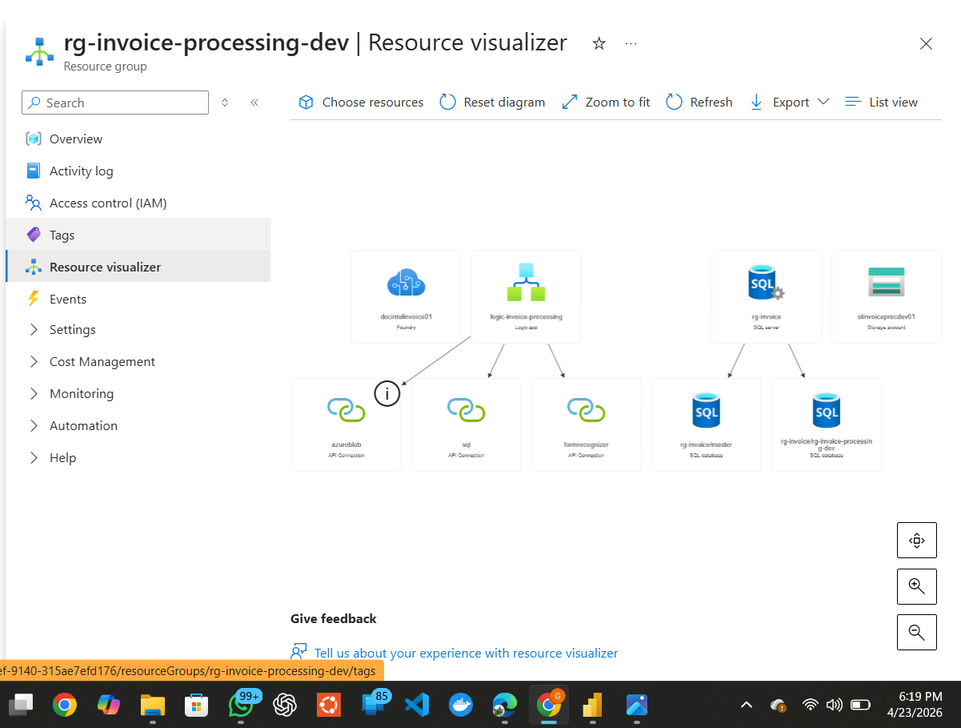 rg-invoice-processing-dev | Resource visualizer
Resource group
Search
Choose resources
Reset diagram
Zoom to fit
Refresh
Export
List view
Overview
Activity log
Access control (IAM)
Tags
Resource visualizer
Events
Settings
Cost Management
Monitoring
Automation
Help
docintelinvoice01
Foundry
logic-invoice-processing
Logic app
rg-invoice
SQL server
stinvoiceprocdev01
Storage account
azureblob
API Connection
sql
API Connection
formrecognizer
API Connection
rg-invoice/master
SQL database
rg-invoice/rg-invoice-processin
g-dev
SQL database
Give feedback
Tell us about your experience with resource visualizer
ef-9140-315ae7efd176/resourceGroups/rg-invoice-processing-dev/tags
99+
85
G
6:19 PM
4/23/2026